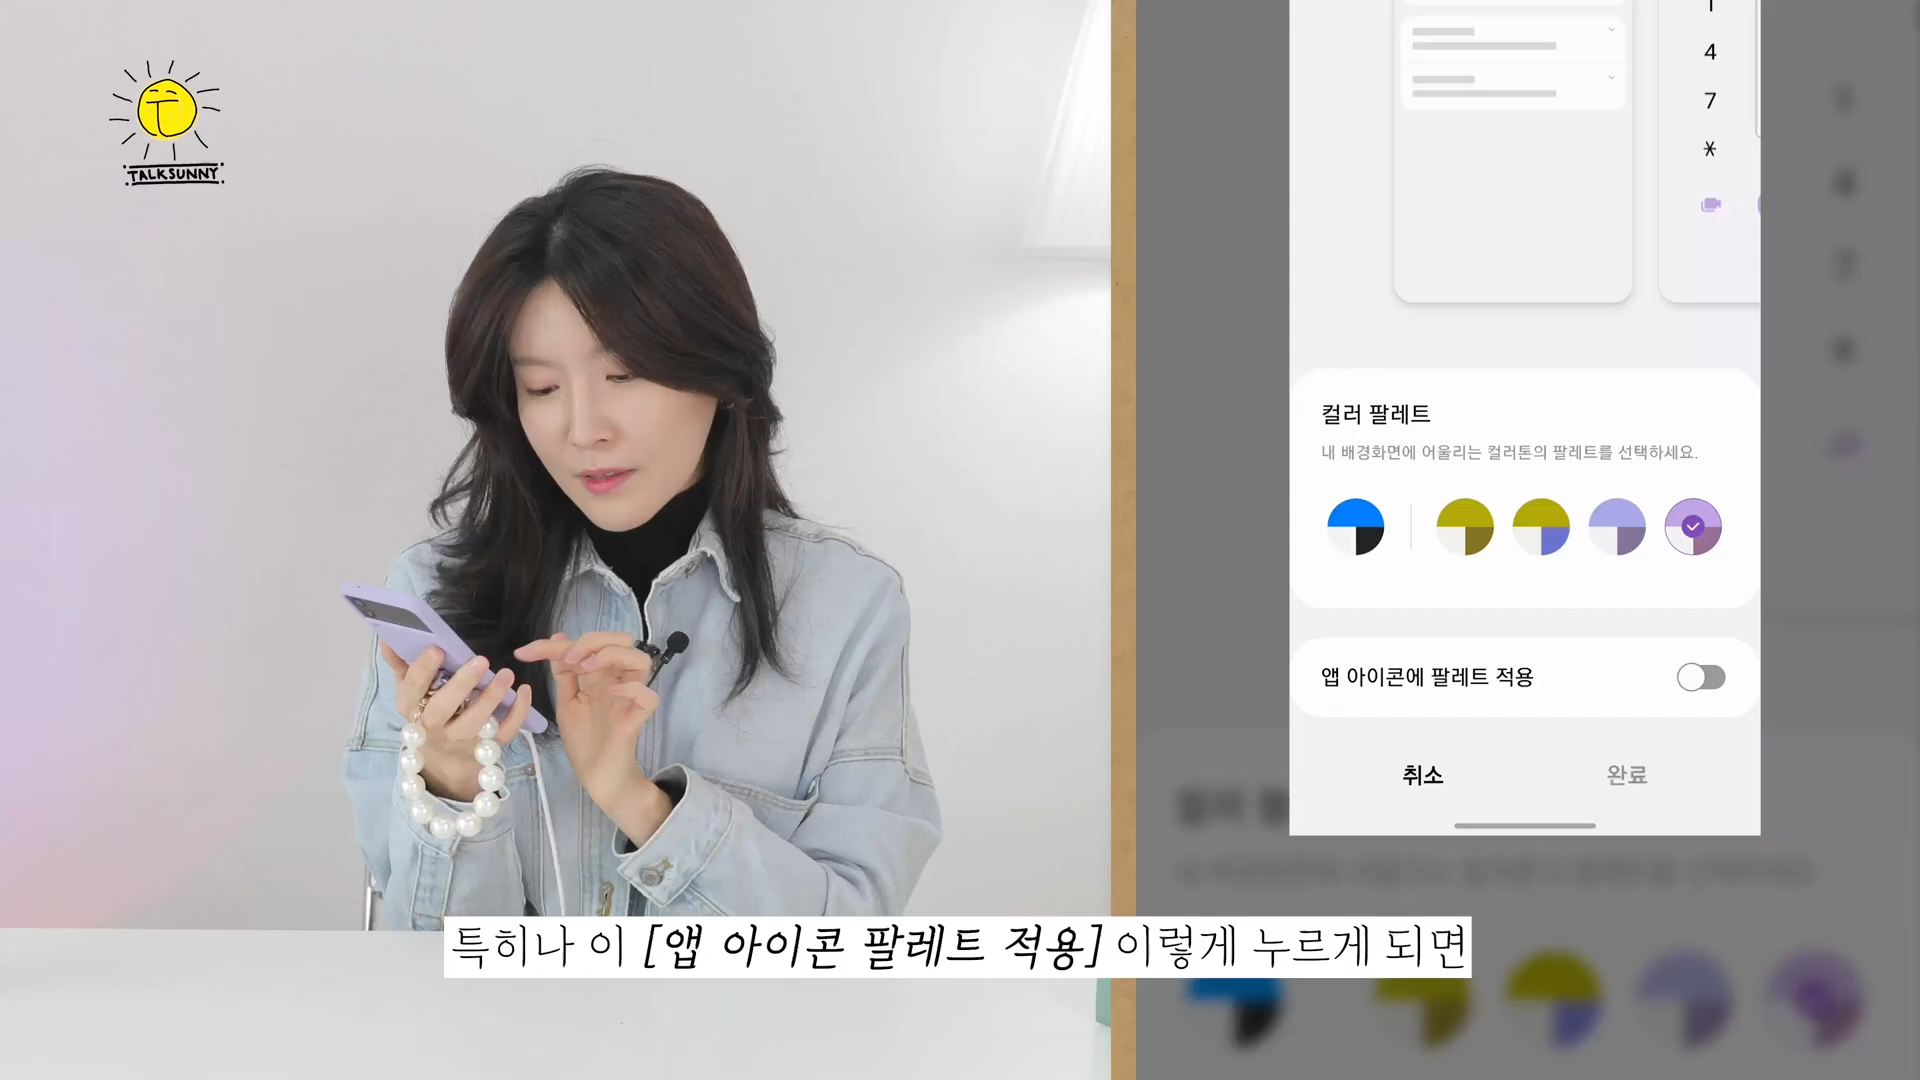 T
TALKSUNNY
1
4
7
*
컬러 팔레트
내 배경화면에 어울리는 컬러톤의 팔레트를 선택하세요.
앱 아이콘에 팔레트 적용
취소
완료
특히나 이 [앱 아이콘 팔레트 적용] 이렇게 누르게 되면